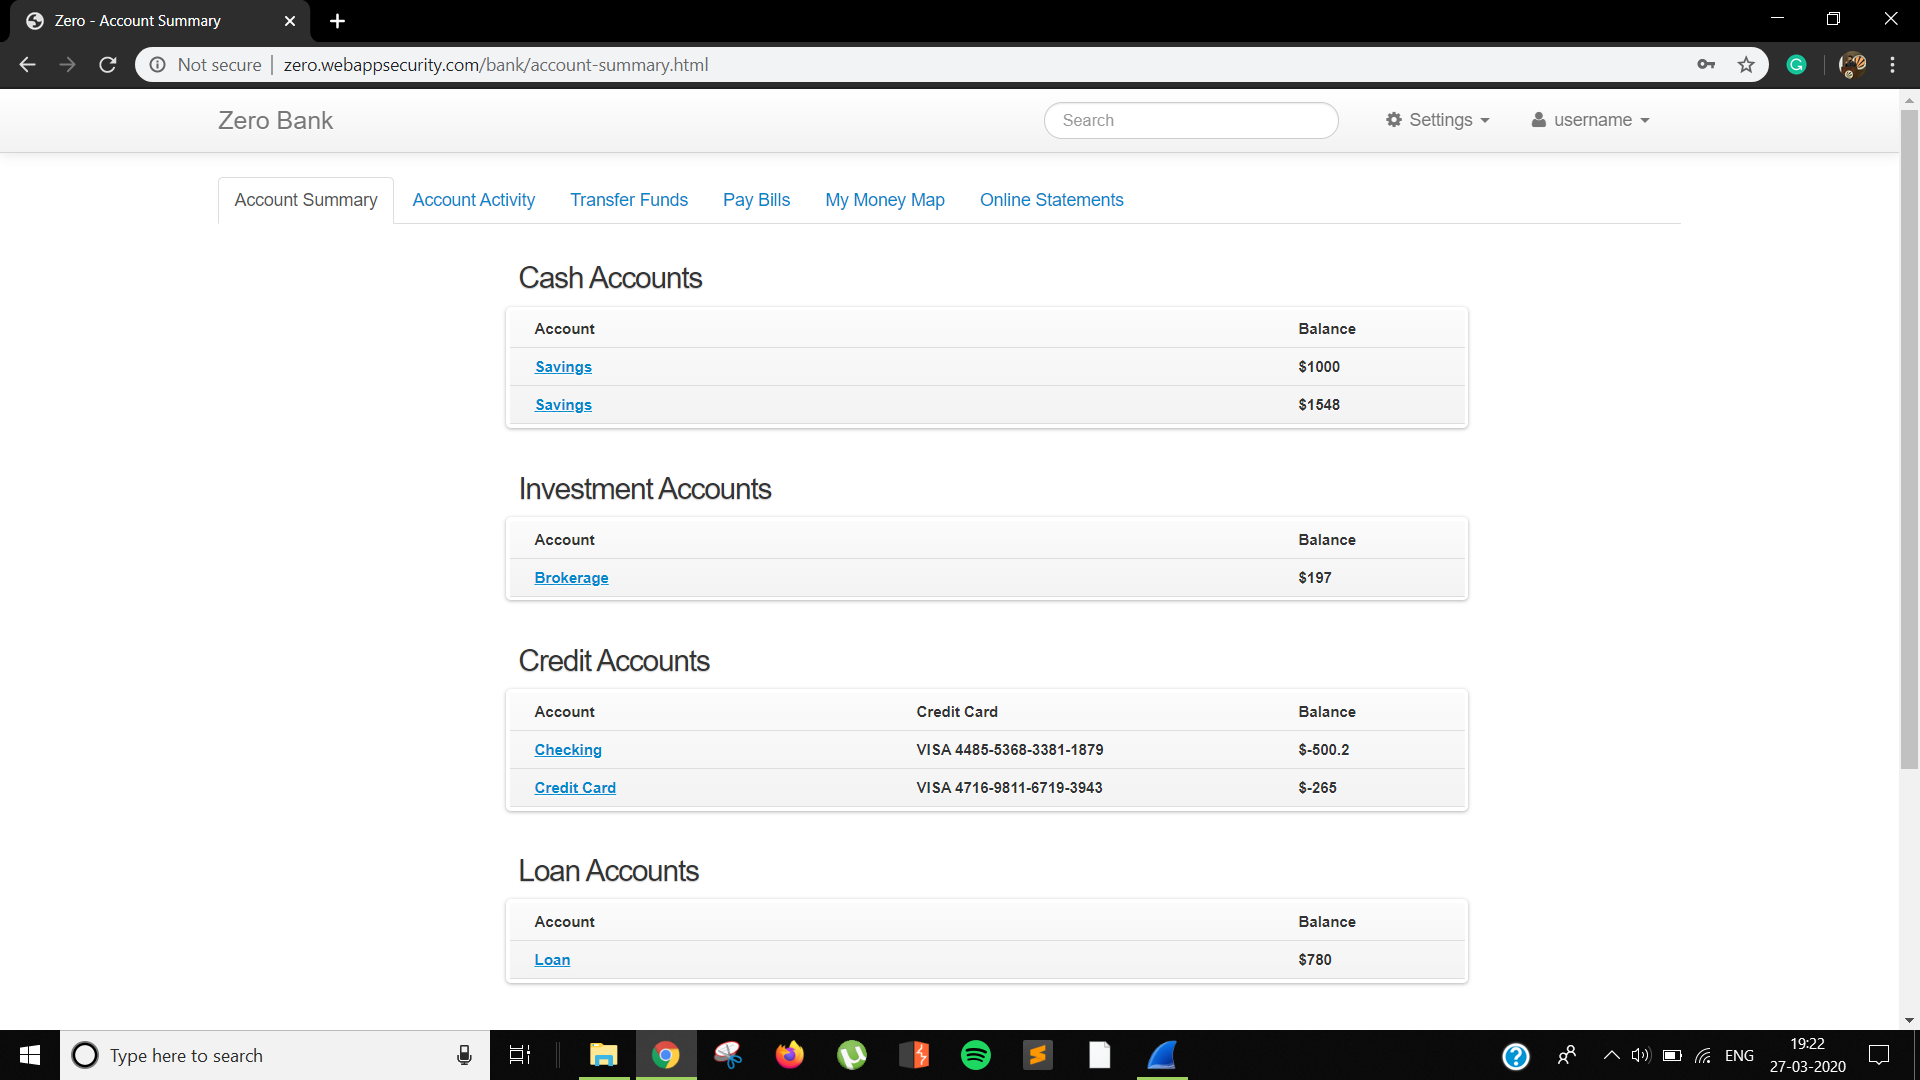 Zero - Account Summary
Not secure | zero.webappsecurity.com/bank/account-summary.html
Zero Bank
Search
Settings
username
Account Summary
Account Activity
Transfer Funds
Pay Bills
My Money Map
Online Statements
Cash Accounts
Account Balance
Savings $1000
Savings $1548
Investment Accounts
Account Balance
Brokerage $197
Credit Accounts
Account Credit Card Balance
Checking VISA 4485-5368-3381-1879 $-500.2
Credit Card VISA 4716-9811-6719-3943 $-265
Loan Accounts
Account Balance
Loan $780
Type here to search
ENG
19:22
27-03-2020